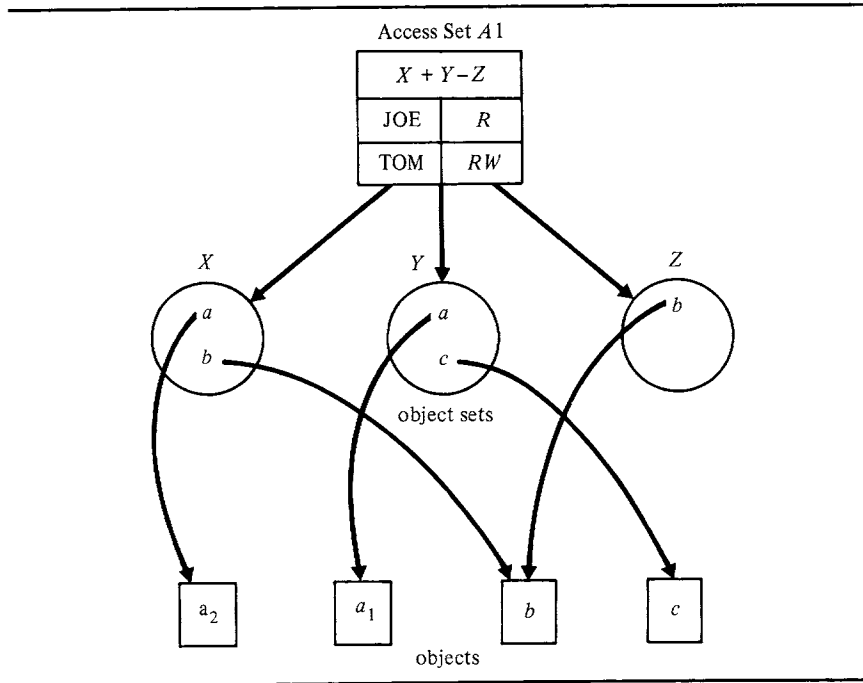 Access Set A1
X + Y – Z
JOE R
TOM RW
X Y Z
a a b
b c
object sets
a₂ a₁ b c
objects